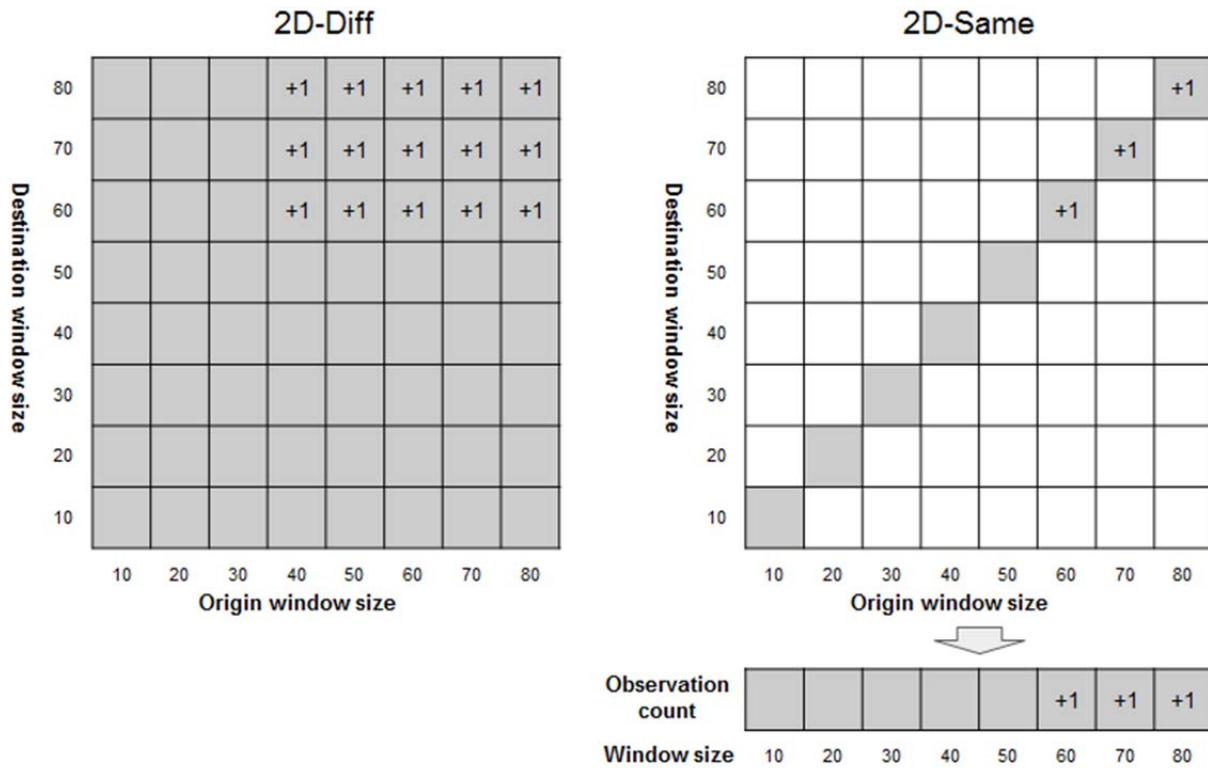 2D-Diff
80 +1 +1 +1 +1 +1
70 +1 +1 +1 +1 +1
60 +1 +1 +1 +1 +1
50
40
30
20
10
Destination window size
10 20 30 40 50 60 70 80
Origin window size
2D-Same
80 +1
70 +1
60 +1
50
40
30
20
10
Destination window size
10 20 30 40 50 60 70 80
Origin window size
Observation
count
+1 +1 +1
Window size 10 20 30 40 50 60 70 80